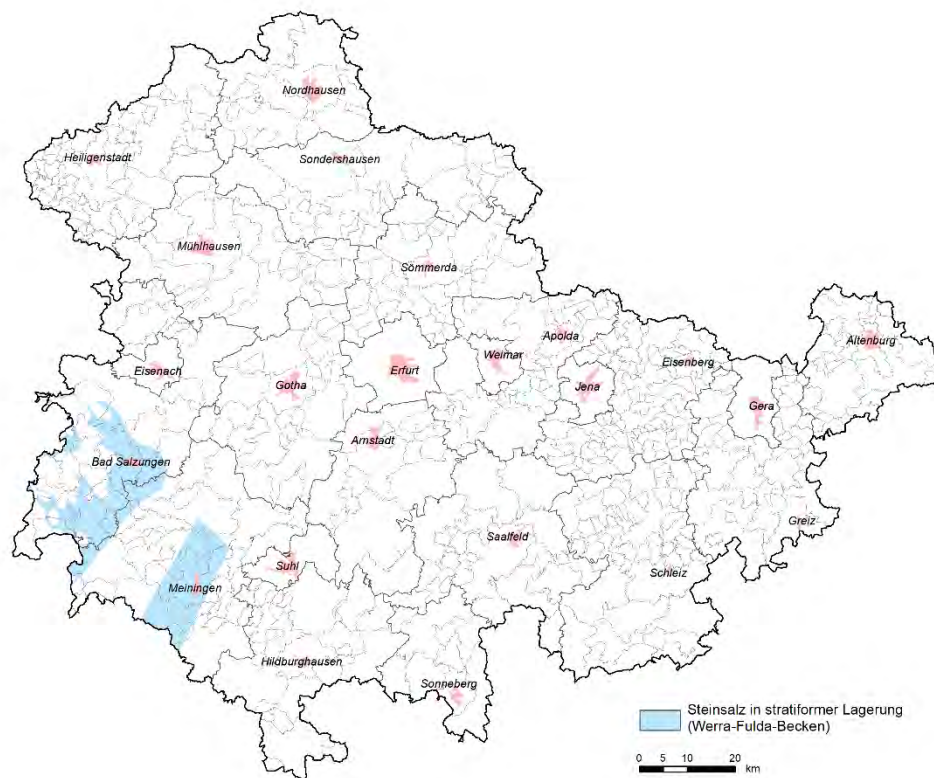 Nordhausen
Heiligenstadt
Sondershausen
Mühlhausen
Sömmerda
Apolda
Altenburg
Weimar
Eisenach
Erfurt
Eisenberg
Gotha
Jena
Gera
Arnstadt
Bad Salzungen
Greiz
Saalfeld
Suhl
Schleiz
Meiningen
Hildburghausen
Sonneberg
Steinsalz in stratiformer Lagerung
(Werra-Fulda-Becken)
0 5 10 20
km